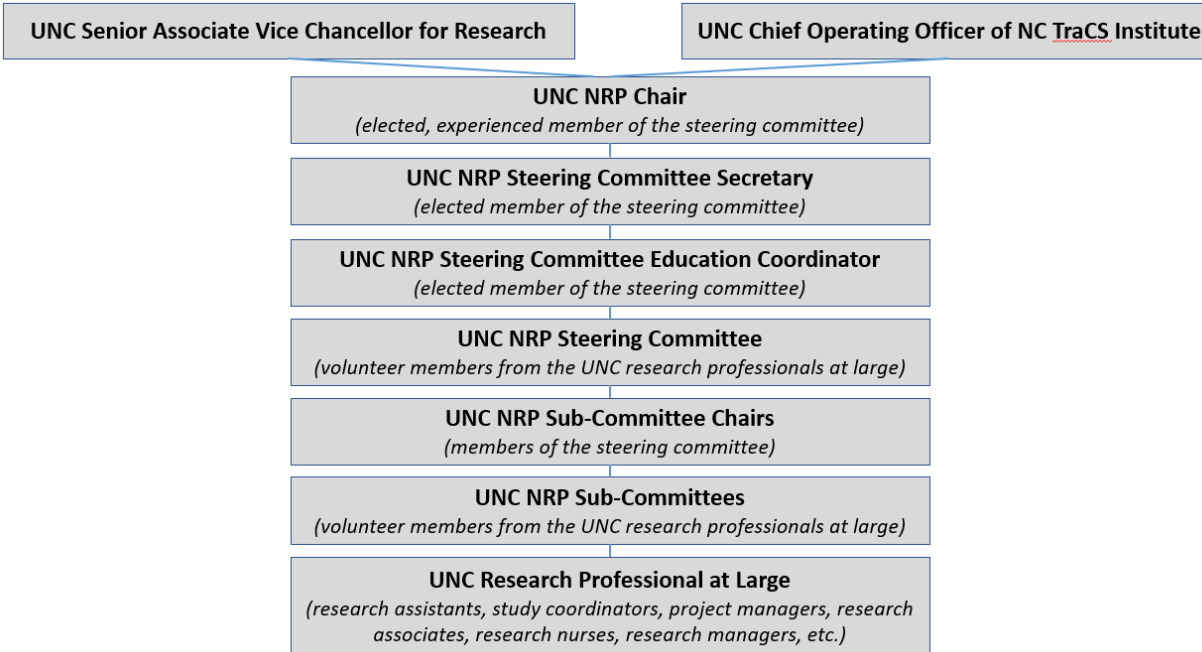 UNC Senior Associate Vice Chancellor for Research
UNC Chief Operating Officer of NC TraCS Institute
UNC NRP Chair
(elected, experienced member of the steering committee)
UNC NRP Steering Committee Secretary
(elected member of the steering committee)
UNC NRP Steering Committee Education Coordinator
(elected member of the steering committee)
UNC NRP Steering Committee
(volunteer members from the UNC research professionals at large)
UNC NRP Sub-Committee Chairs
(members of the steering committee)
UNC NRP Sub-Committees
(volunteer members from the UNC research professionals at large)
UNC Research Professional at Large
(research assistants, study coordinators, project managers, research
associates, research nurses, research managers, etc.)